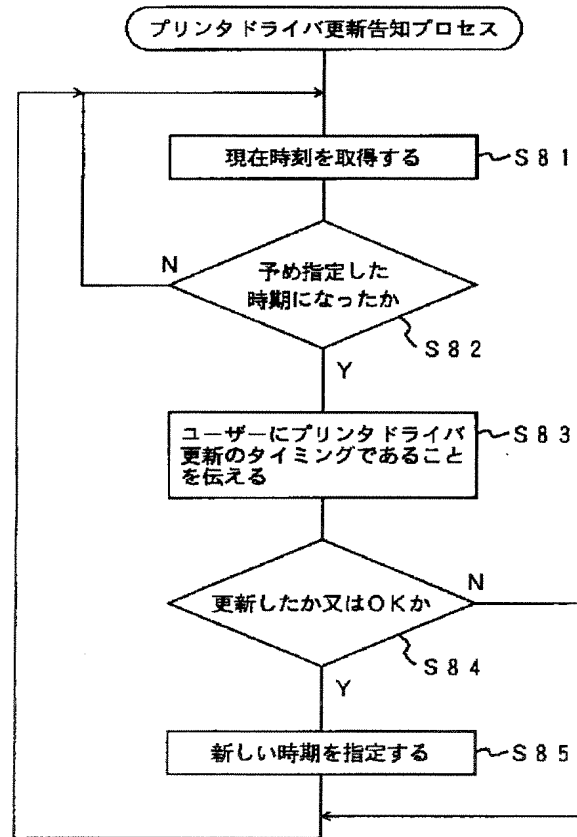 プリンタドライバ更新告知プロセス
現在時刻を取得する
S81
N
予め指定した
時期になったか
S82
Y
ユーザーにプリンタドライバ
更新のタイミングであること
を伝える
S83
N
更新したか又はOKか
S84
Y
新しい時期を指定する
S85